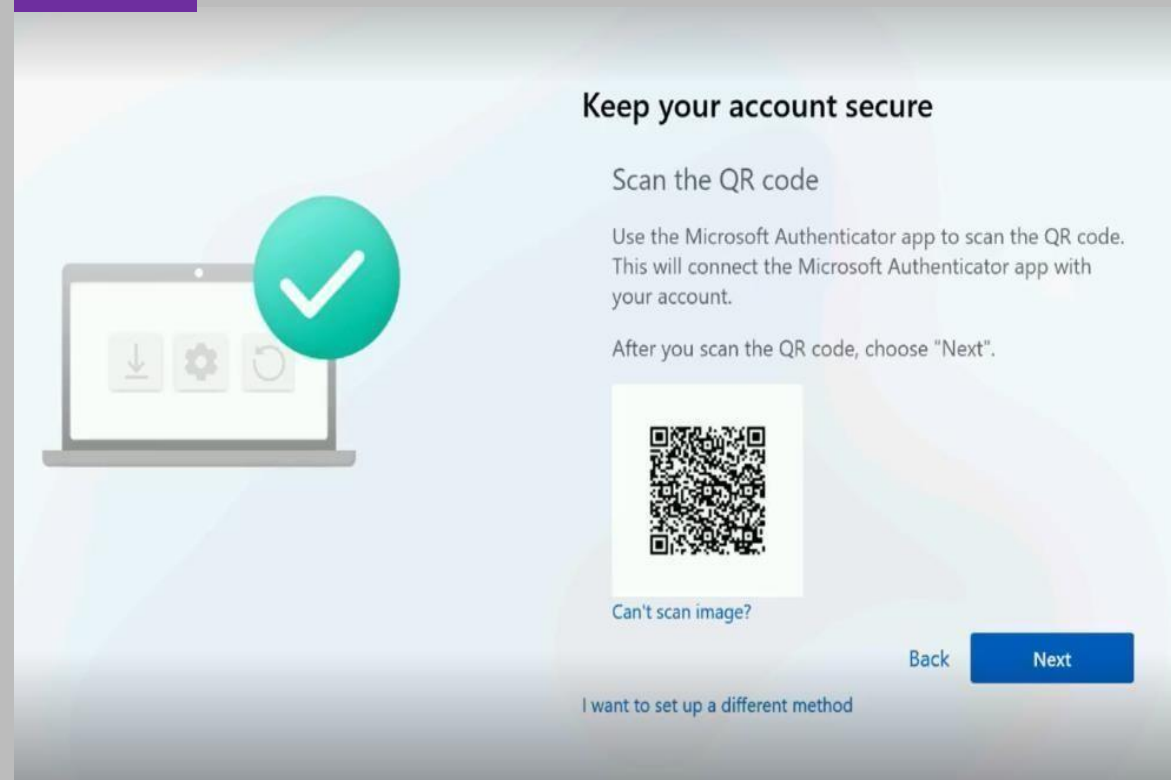 Keep your account secure
Scan the QR code
Use the Microsoft Authenticator app to scan the QR code.
This will connect the Microsoft Authenticator app with
your account.
After you scan the QR code, choose "Next".
Can't scan image?
Back
Next
I want to set up a different method